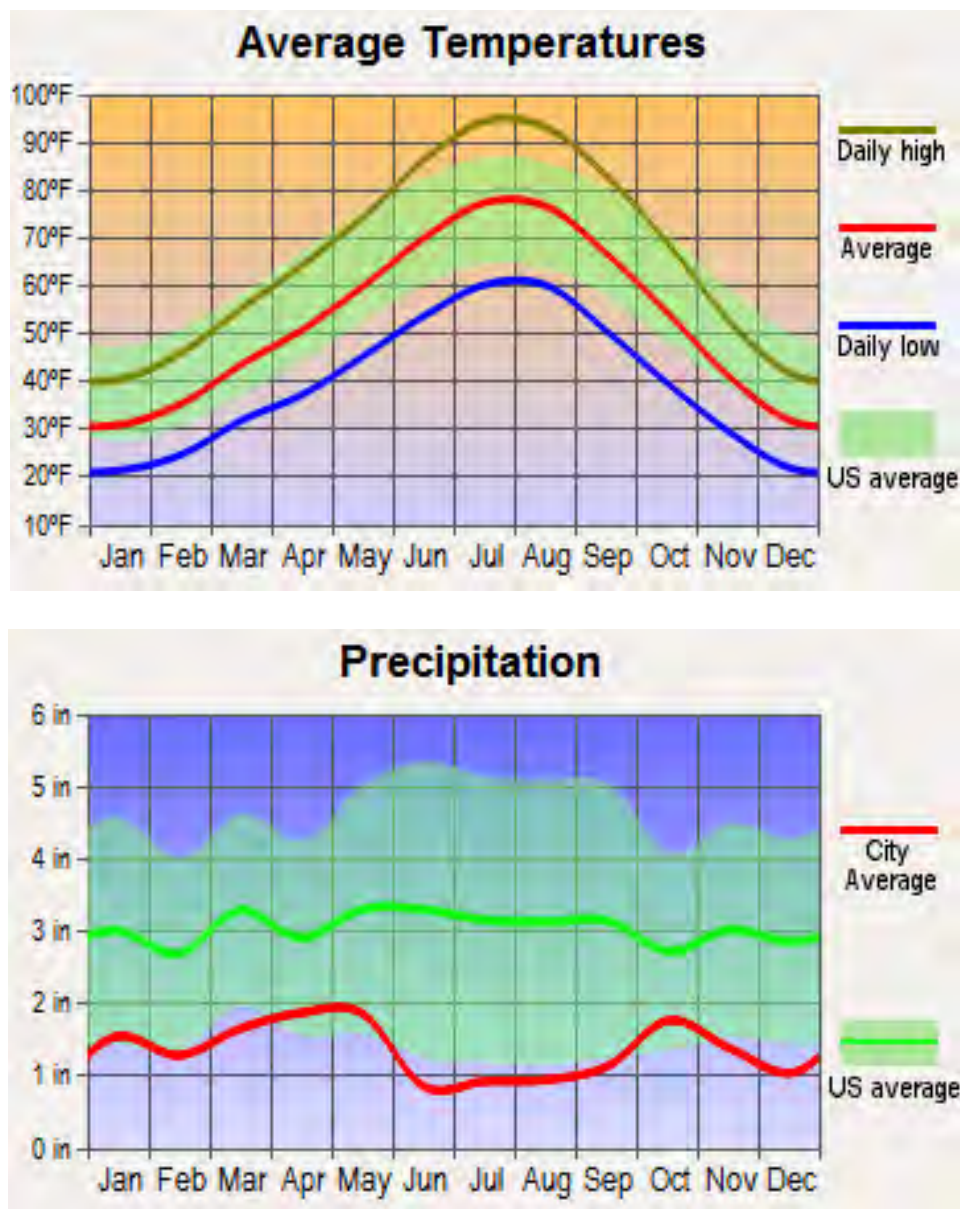 Average Temperatures
100ºF
90ºF
80ºF
70ºF
60ºF
50ºF
40ºF
30ºF
20ºF
10ºF
Jan Feb Mar Apr May Jun Jul Aug Sep Oct Nov Dec
Daily high
Average
Daily low
US average
Precipitation
6 in
5 in
4 in
3 in
2 in
1 in
0 in
Jan Feb Mar Apr May Jun Jul Aug Sep Oct Nov Dec
City
Average
US average